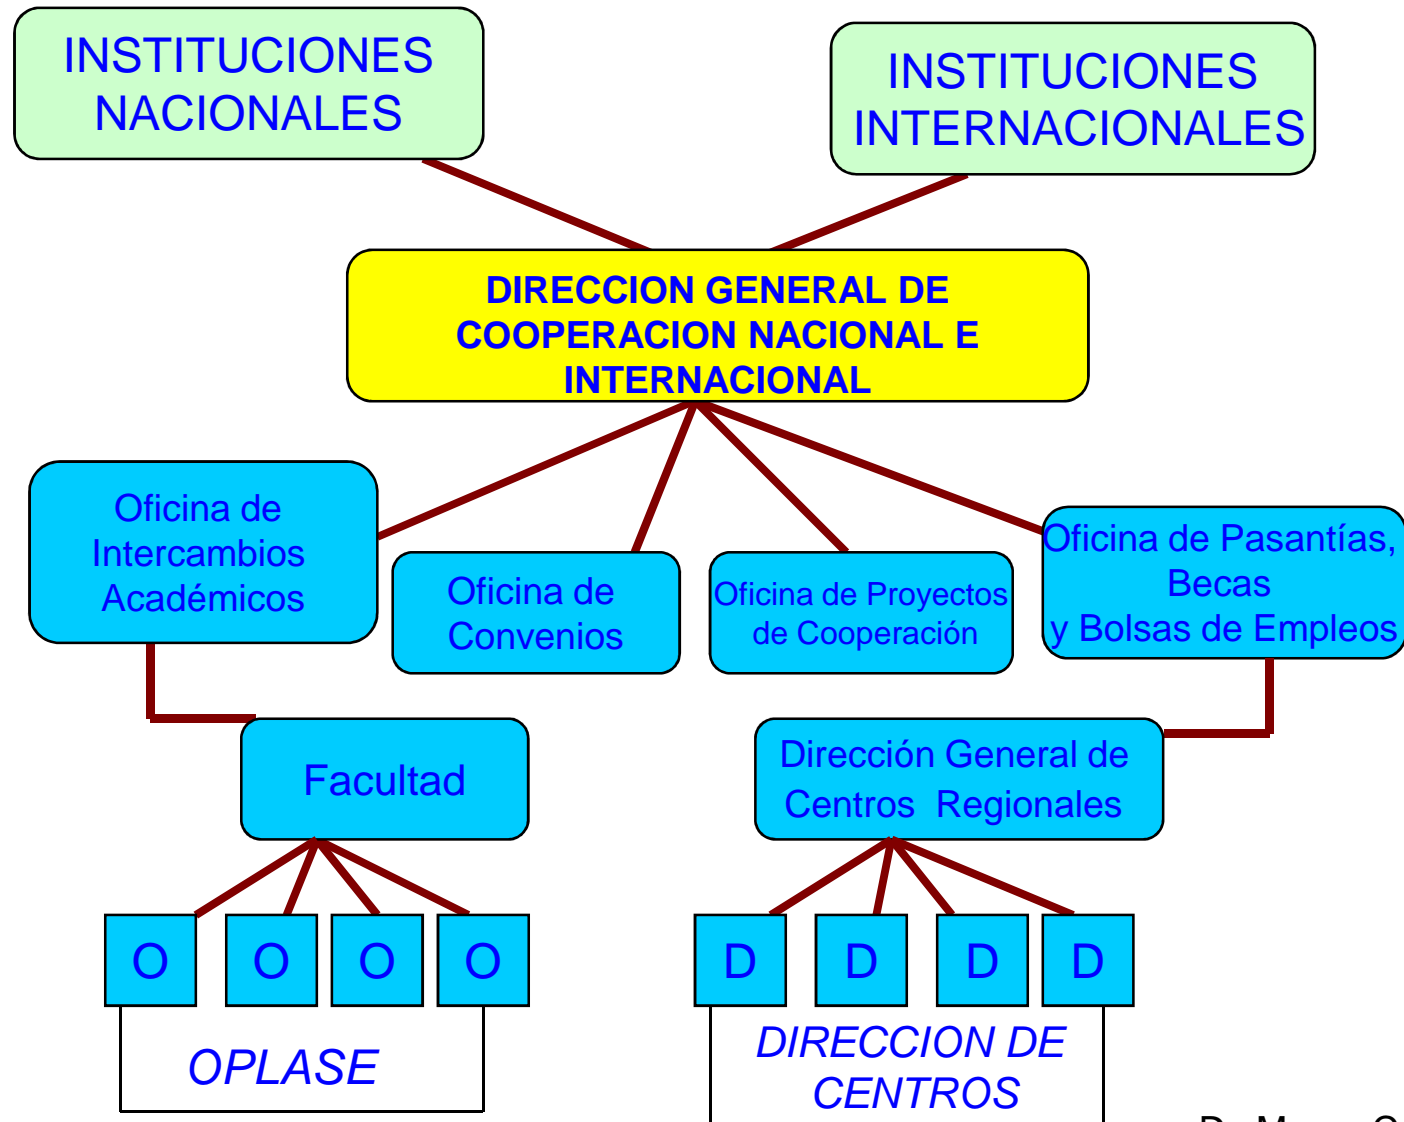 INSTITUCIONES
NACIONALES
INSTITUCIONES
INTERNACIONALES
DIRECCION GENERAL DE
COOPERACION NACIONAL E
INTERNACIONAL
Oficina de
Intercambios
Académicos
Oficina de
Convenios
Oficina de Proyectos
de Cooperación
Oficina de Pasantías,
Becas
y Bolsas de Empleos
Facultad
Dirección General de
Centros Regionales
O O O O
D D D D
OPLASE
DIRECCION DE
CENTROS